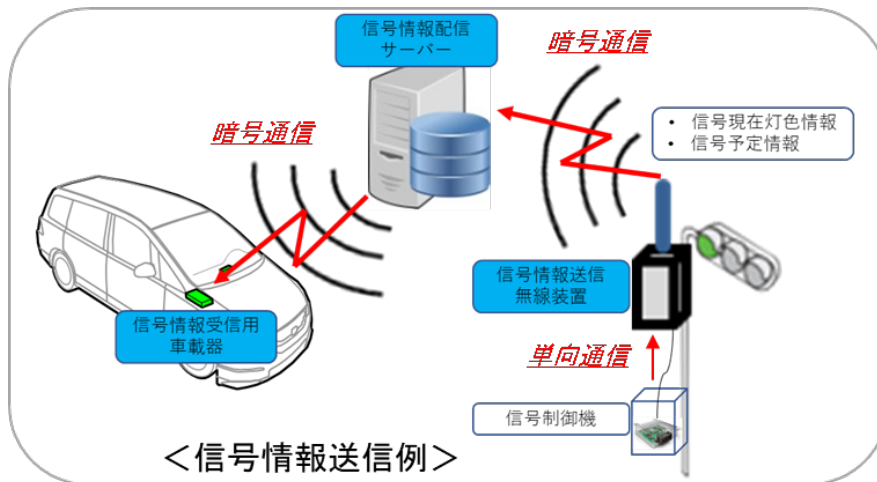 信号情報配信
サーバー
暗号通信
暗号通信
・ 信号現在灯色情報
・ 信号予定情報
信号情報送信
無線装置
信号情報受信用
車載器
単向通信
信号制御機
＜信号情報送信例＞